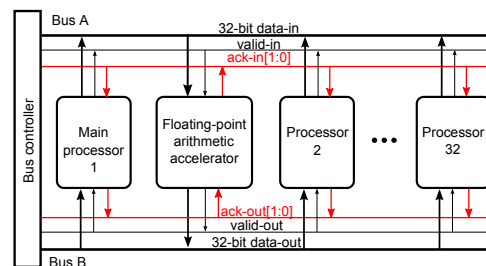 Bus A
32-bit data-in
valid-in
ack-in[1:0]
Bus controller
Main
processor
1
Floating-point
arithmetic
accelerator
Processor
2
•••
Processor
32
ack-out[1:0]
valid-out
32-bit data-out
Bus B